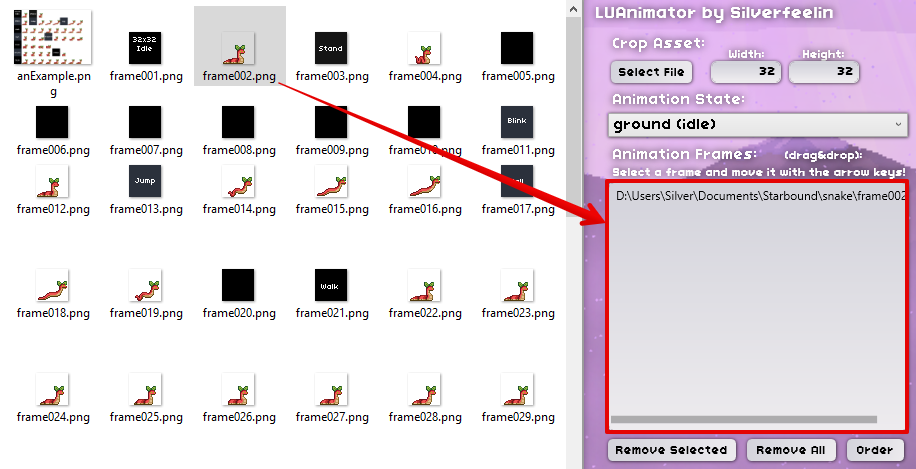 32x32
Idle
Stand
anExample.pn
g
frame001.png
frame002.png
frame003.png
frame004.png
frame005.png
Blink
frame006.png
frame007.png
frame008.png
frame009.png
frame010.png
frame011.png
Jump
frame012.png
frame013.png
frame014.png
frame015.png
frame016.png
frame017.png
Walk
frame018.png
frame019.png
frame020.png
frame021.png
frame022.png
frame023.png
frame024.png
frame025.png
frame026.png
frame027.png
frame028.png
frame029.png
LUAnimator by Silverfeelin
Crop Asset:
Width:
Height:
Select File
32
32
Animation State:
ground (idle)
Animation Frames: (drag&drop):
Select a frame and move it with the arrow keys!
D:\Users\Silver\Documents\Starbound\snake\frame002
Remove Selected
Remove All
Order